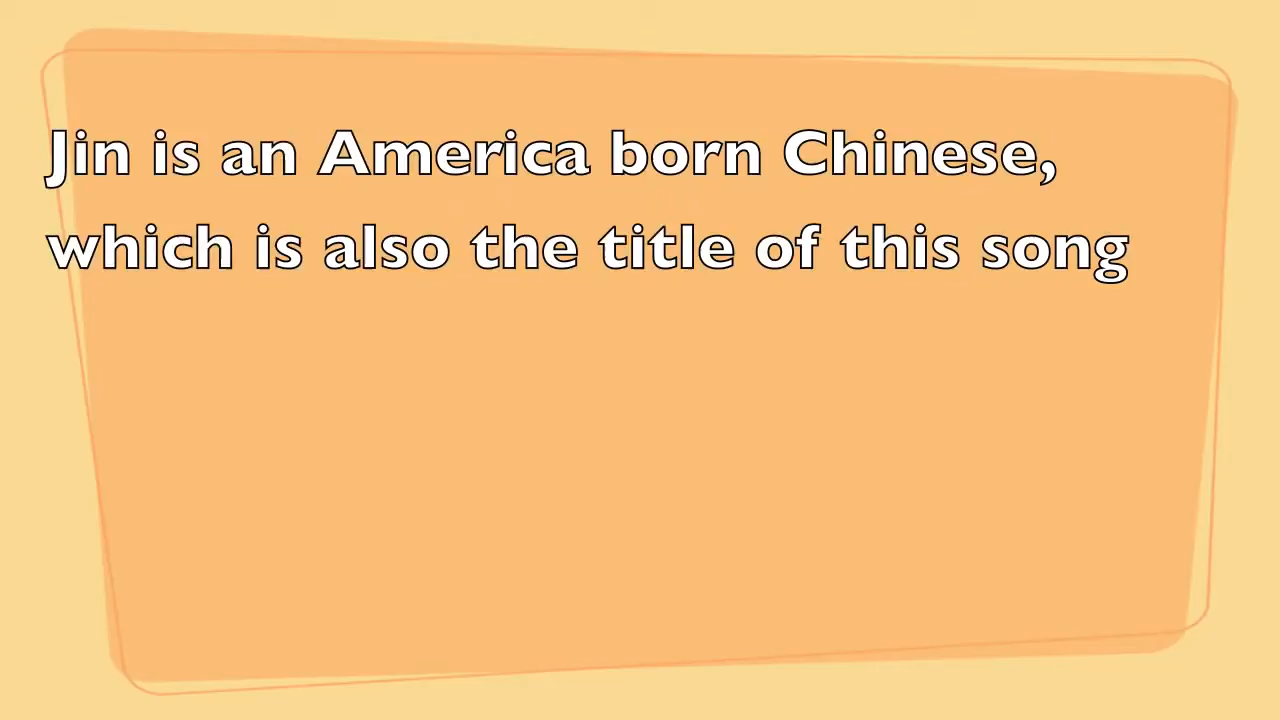 Jin is an America born Chinese,
which is also the title of this song